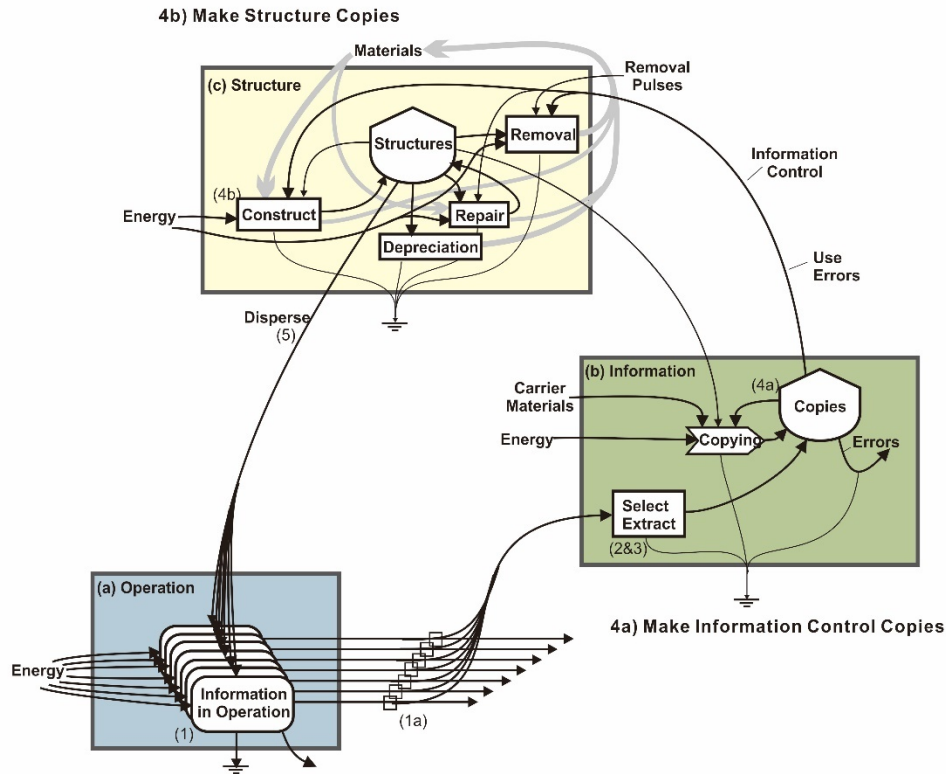 4b) Make Structure Copies
Materials
(c) Structure
Removal
Pulses
Structures
Removal
Information
Control
(4b)
Energy
Construct
Repair
Depreciation
Use
Errors
Disperse
(5)
(b) Information
(4a)
Carrier
Materials
Copies
Energy
Copying
Errors
Select
Extract
(2&3)
(a) Operation
4a) Make Information Control Copies
Energy
Information
in Operation
(1)
(1a)